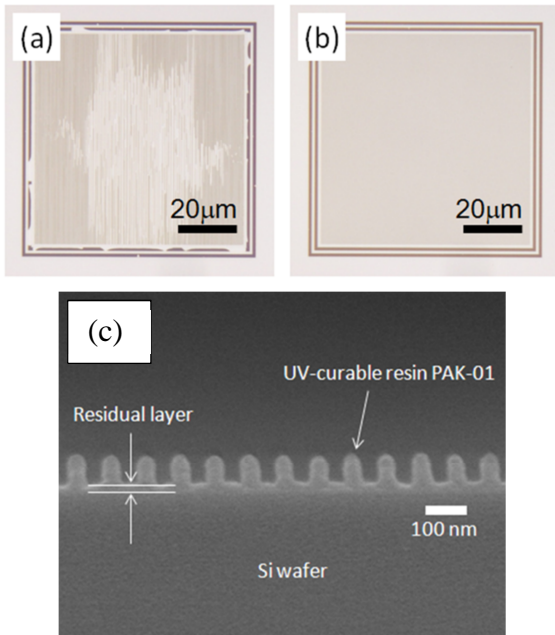 (a)
20μm
(b)
20μm
(c)
UV-curable resin PAK-01
Residual layer
100 nm
Si wafer